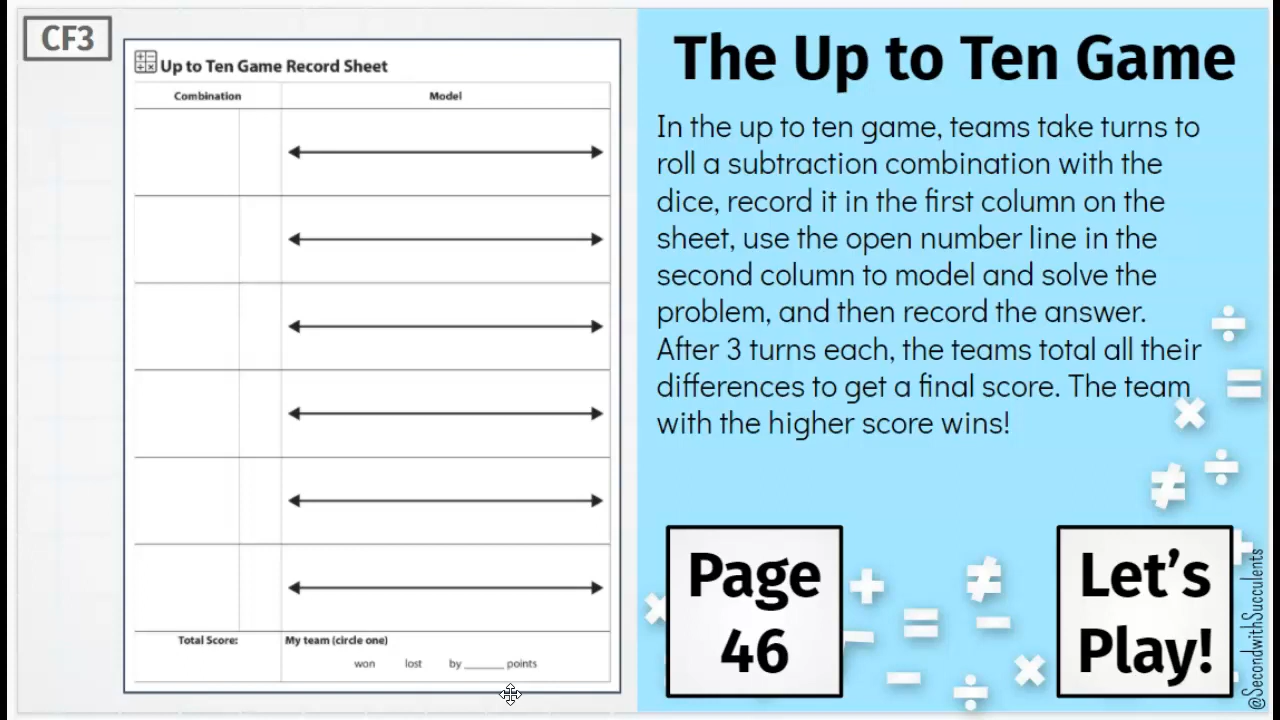 CF3
Up to Ten Game Record Sheet
Combination Model
Total Score: My team (circle one)
won lost by ______ points
The Up to Ten Game
In the up to ten game, teams take turns to
roll a subtraction combination with the
dice, record it in the first column on the
sheet, use the open number line in the
second column to model and solve the
problem, and then record the answer.
After 3 turns each, the teams total all their
differences to get a final score. The team
with the higher score wins!
Page
46
Let's
Play!
@SecondwithSucculents